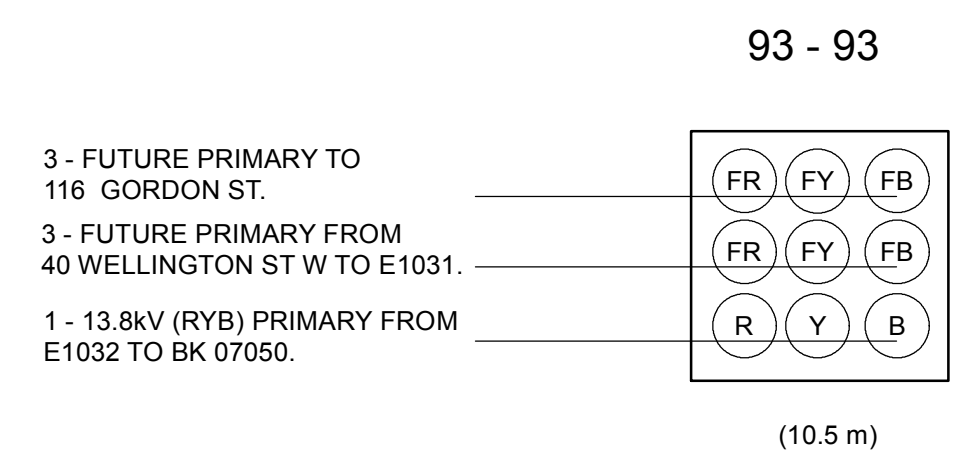 93 - 93
3 - FUTURE PRIMARY TO
116 GORDON ST.
FR FY FB
3 - FUTURE PRIMARY FROM
40 WELLINGTON ST W TO E1031.
FR FY FB
1 - 13.8kV (RYB) PRIMARY FROM
E1032 TO BK 07050.
R Y B
(10.5 m)